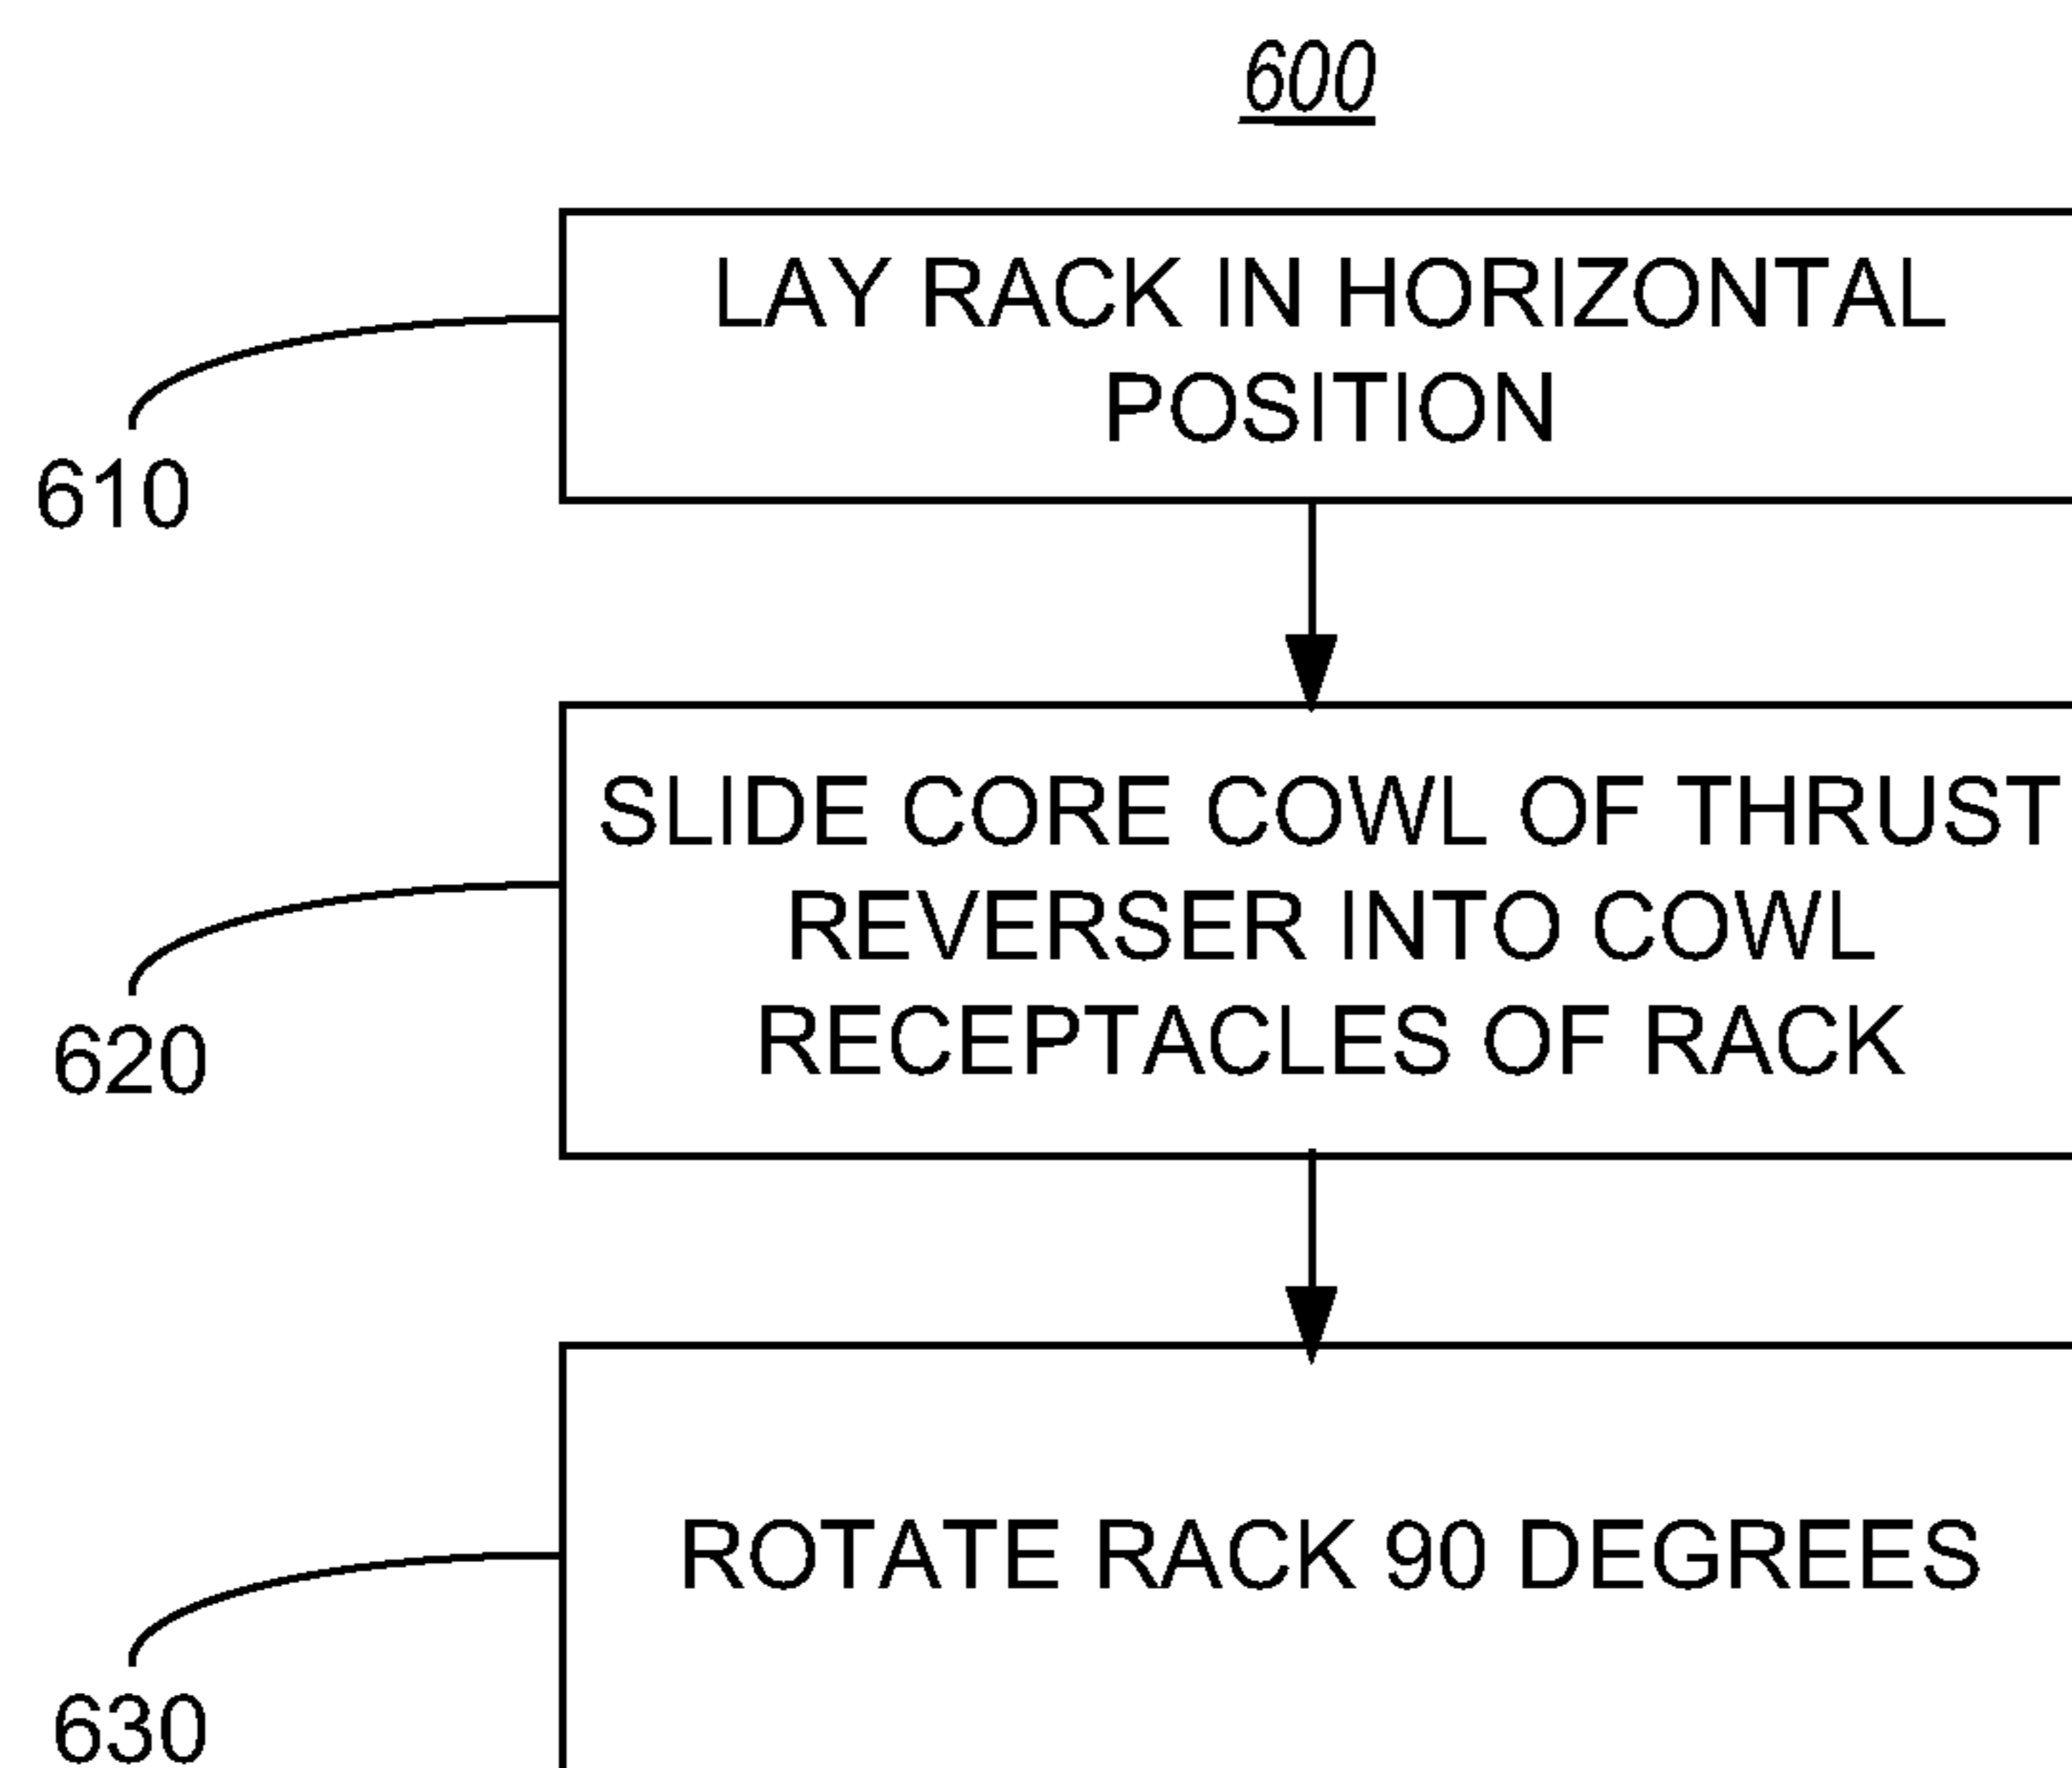 600
LAY RACK IN HORIZONTAL
POSITION
610
SLIDE CORE COWL OF THRUST
REVERSER INTO COWL
RECEPTACLES OF RACK
620
ROTATE RACK 90 DEGREES
630